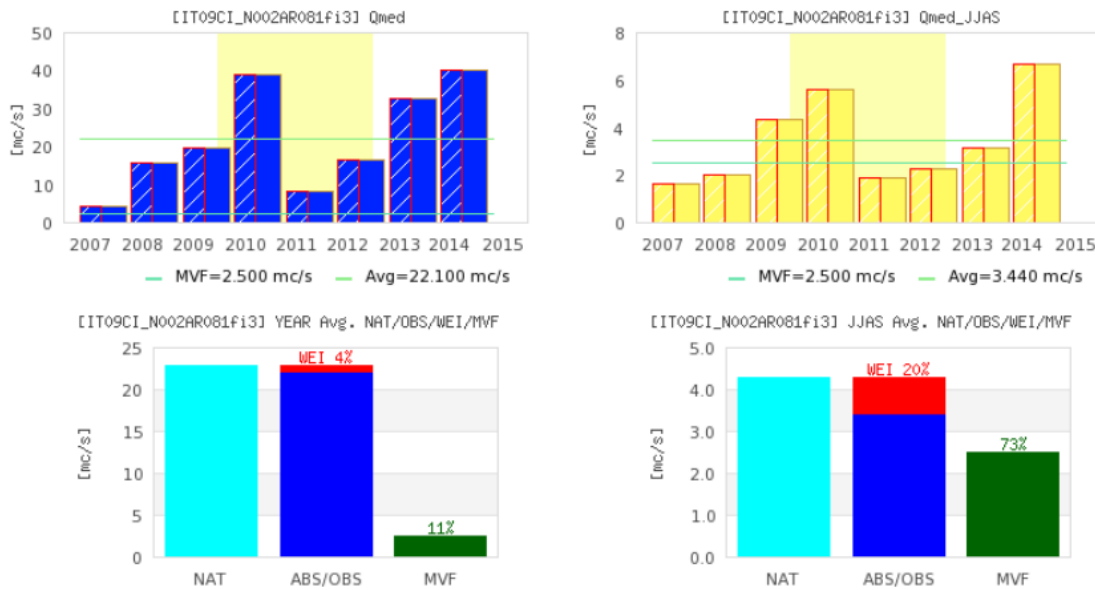 [IT09CI_N002AR081fi3] Qmed
50
40
30
20
10
0
[mc/s]
2007 2008 2009 2010 2011 2012 2013 2014 2015
MVF=2.500 mc/s Avg=22.100 mc/s
[IT09CI_N002AR081fi3] Qmed_JJAS
8
6
4
2
0
[mc/s]
2007 2008 2009 2010 2011 2012 2013 2014 2015
MVF=2.500 mc/s Avg=3.440 mc/s
[IT09CI_N002AR081fi3] YEAR Avg. NAT/OBS/WEI/MVF
25
20
15
10
5
0
[mc/s]
WEI 4%
11%
NAT ABS/OBS MVF
[IT09CI_N002AR081fi3] JJAS Avg. NAT/OBS/WEI/MVF
5.0
4.0
3.0
2.0
1.0
0.0
[mc/s]
WEI 20%
73%
NAT ABS/OBS MVF